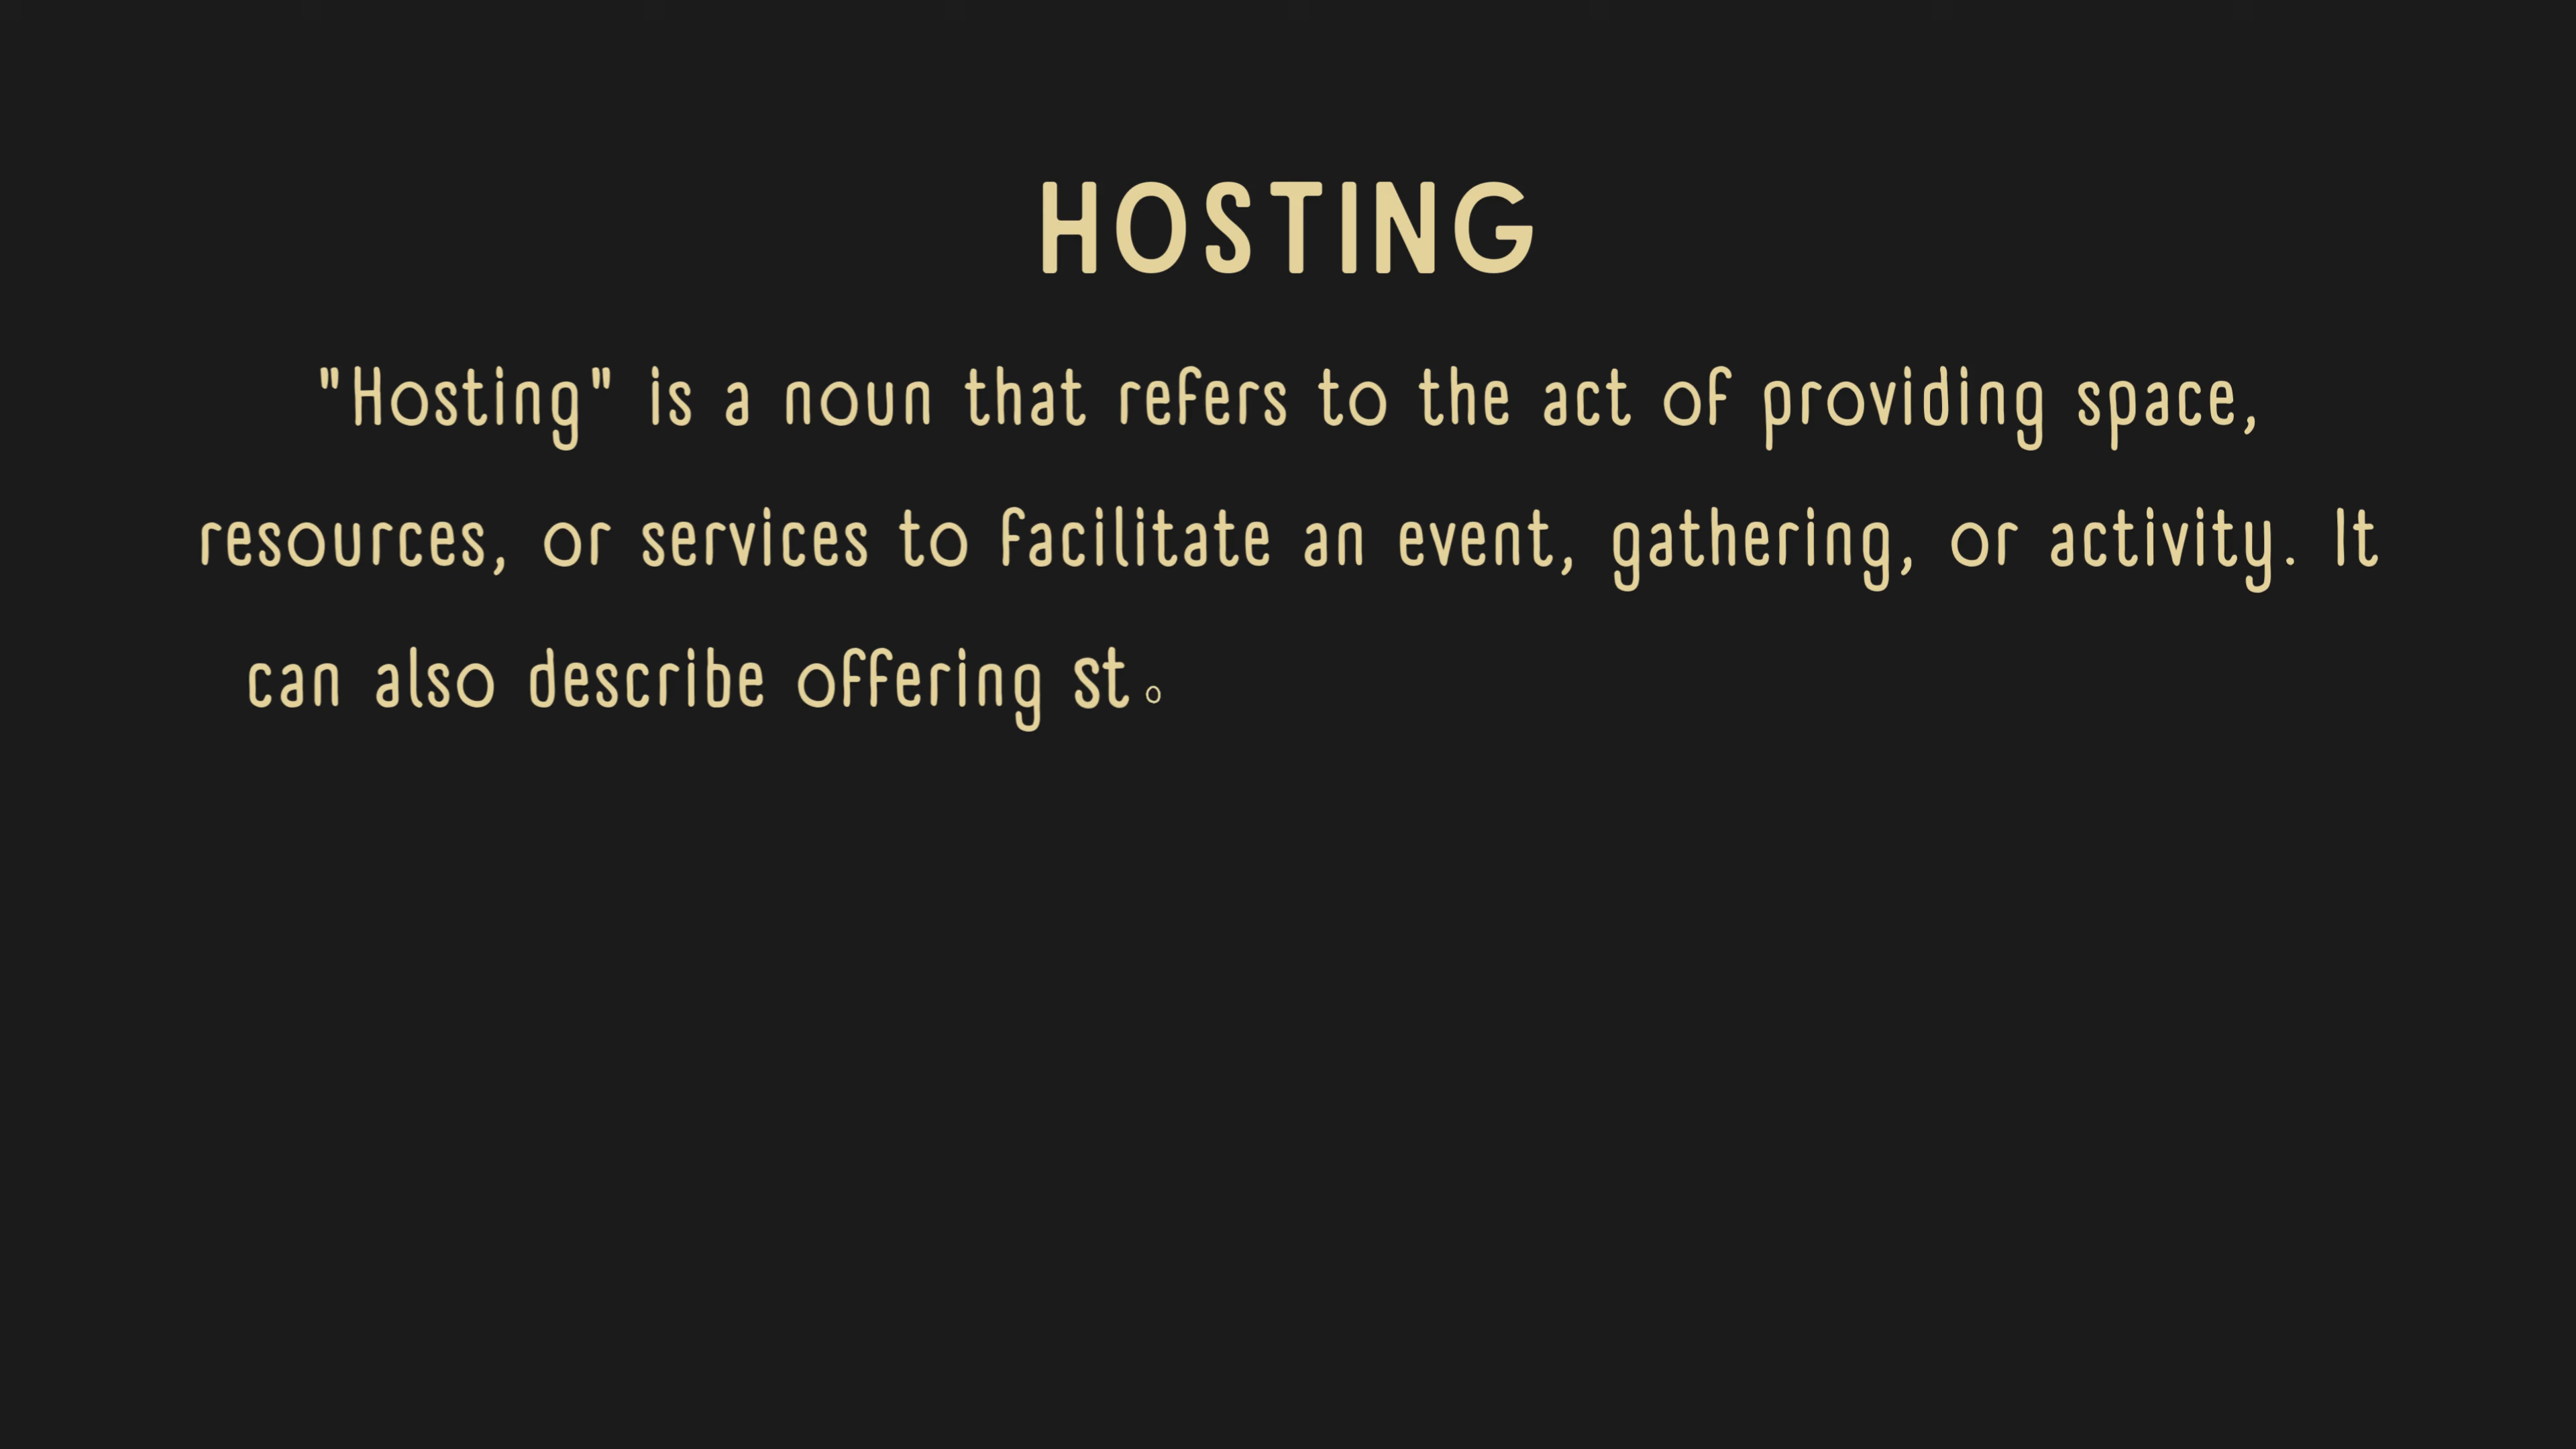 HOSTING
"Hosting" is a noun that refers to the act of providing space,
resources, or services to facilitate an event, gathering, or activity. It
can also describe offering sto